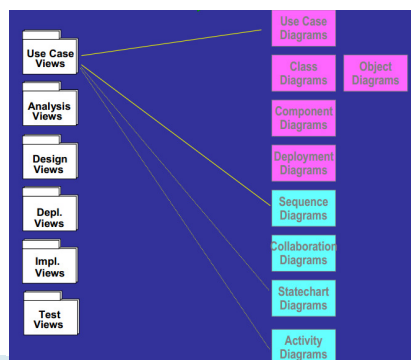 Use Case
Views
Analysis
Views
Design
Views
Depl.
Views
Impl.
Views
Test
Views
Use Case
Diagrams
Class
Diagrams
Object
Diagrams
Component
Diagrams
Deployment
Diagrams
Sequence
Diagrams
Collaboration
Diagrams
Statechart
Diagrams
Activity
Diagrams